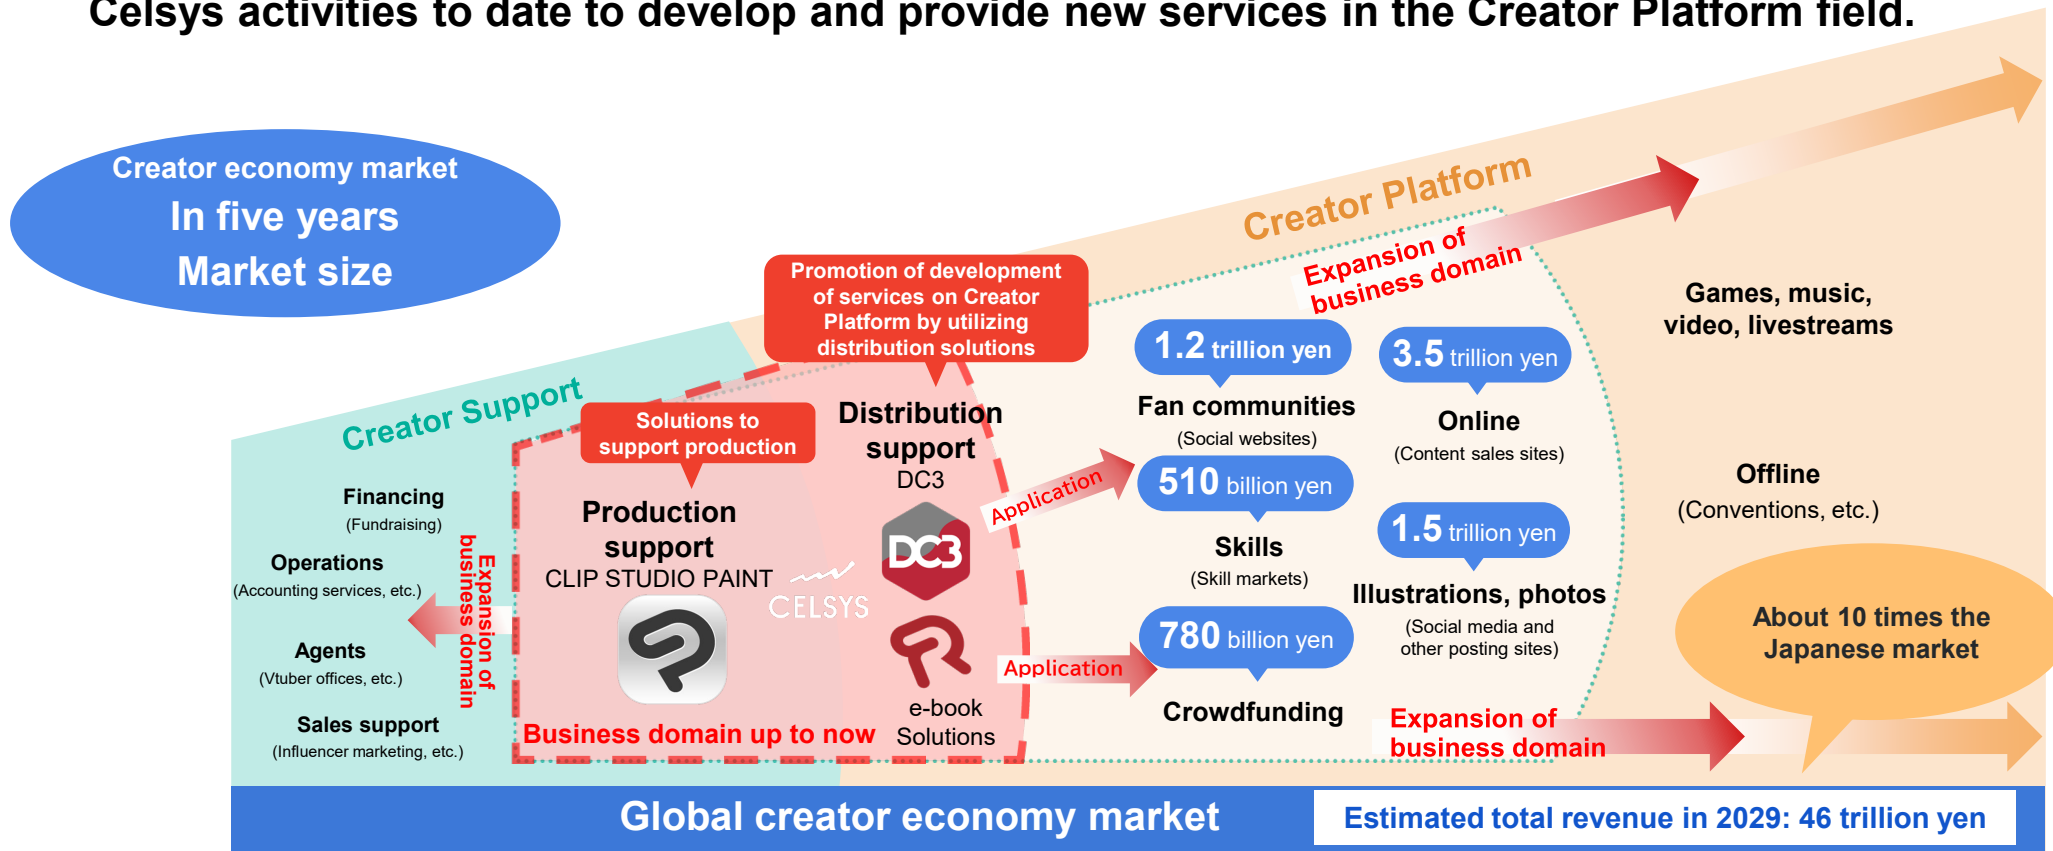 Celsys activities to date to develop and provide new services in the Creator Platform field.
Creator economy market
In five years
Market size
Creator Platform
Expansion of
business domain
Promotion of development
of services on Creator
Platform by utilizing
distribution solutions
Games, music,
video, livestreams
1.2 trillion yen
Fan communities
(Social websites)
3.5 trillion yen
Online
(Content sales sites)
Creator Support
Solutions to
support production
Distribution
support
DC3
DC3
Application
510 billion yen
Skills
(Skill markets)
Offline
(Conventions, etc.)
1.5 trillion yen
Illustrations, photos
(Social media and
other posting sites)
Financing
(Fundraising)
Operations
(Accounting services, etc.)
Agents
(Vtuber offices, etc.)
Sales support
(Influencer marketing, etc.)
Expansion of
business domain
Production
support
CLIP STUDIO PAINT
CELSYS
e-book
Solutions
Business domain up to now
Application
780 billion yen
Crowdfunding
Expansion of
business domain
About 10 times the
Japanese market
Global creator economy market
Estimated total revenue in 2029: 46 trillion yen